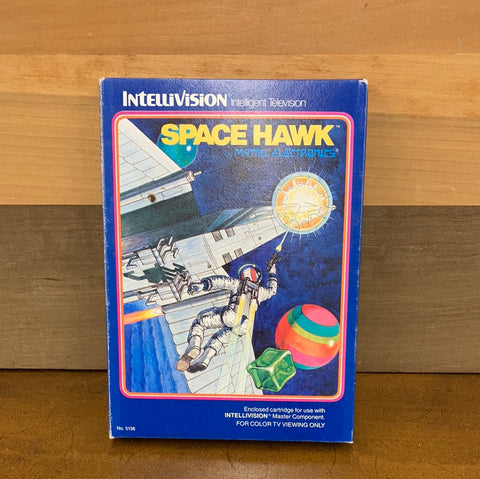 INTELLIVISION Intelligent Television
SPACE HAWK™
MATTEL ELECTRONICS®
Enclosed cartridge for use with
INTELLIVISION® Master Component.
FOR COLOR TV VIEWING ONLY
No. 5136